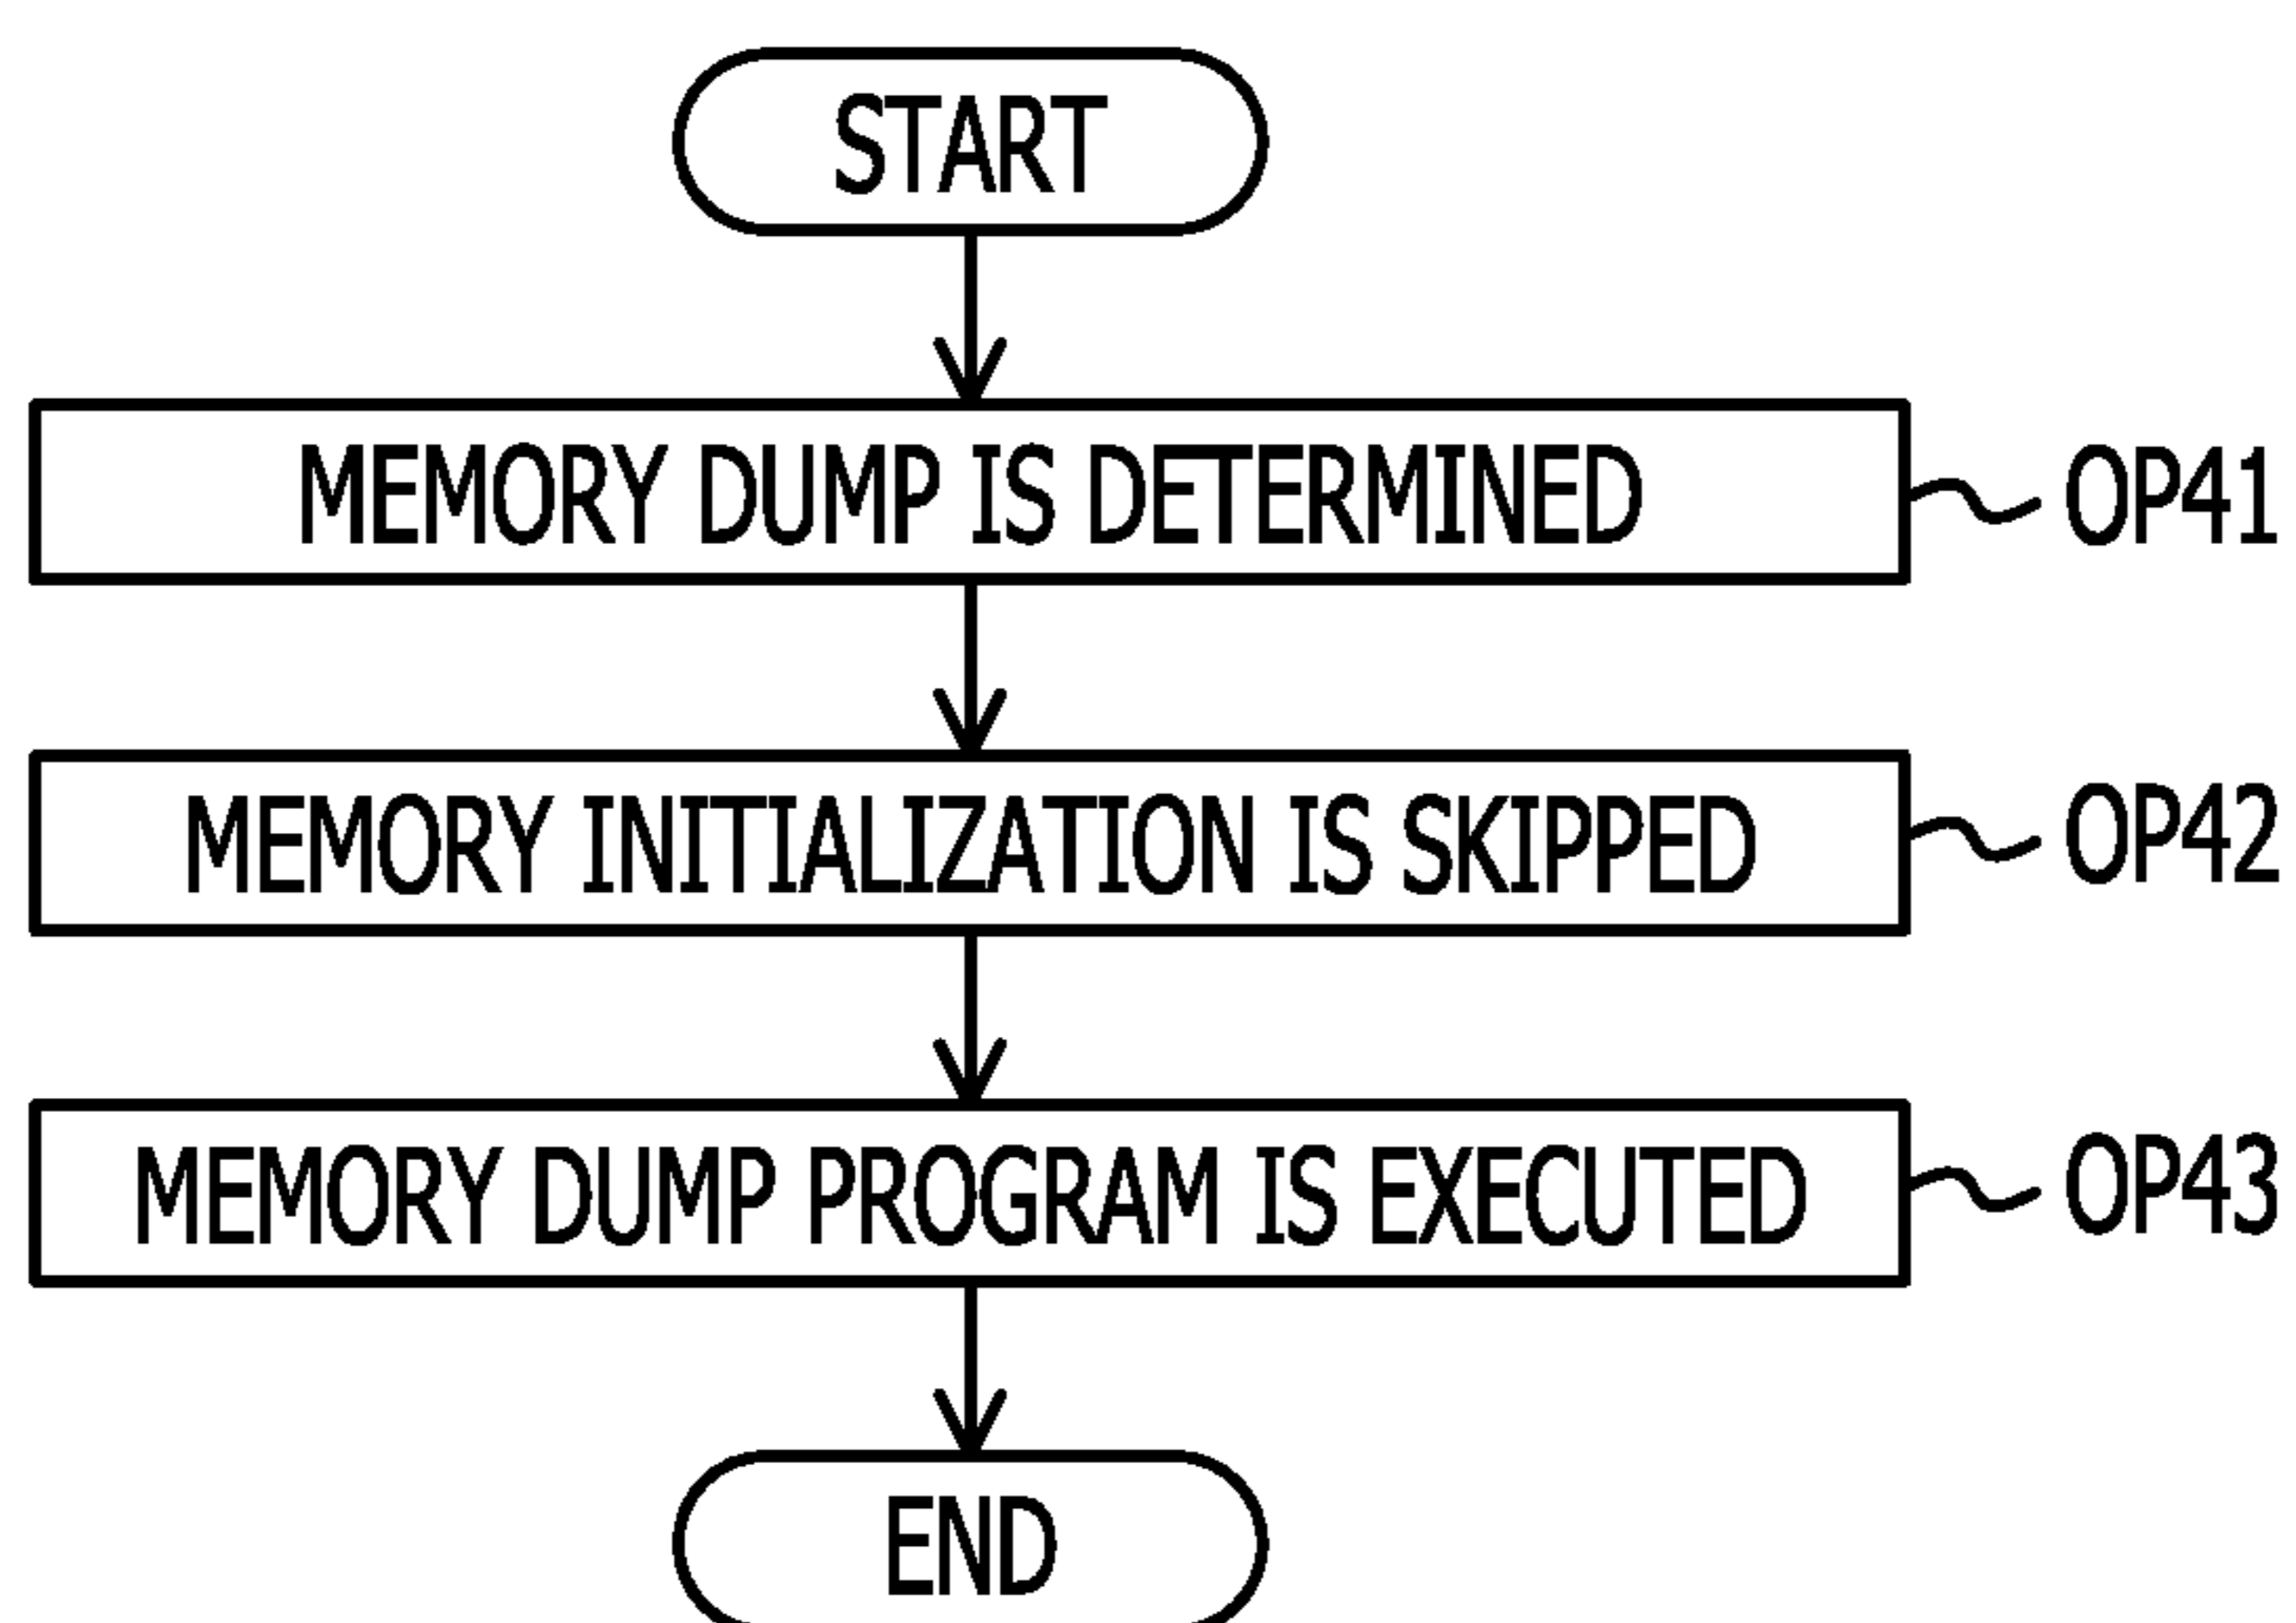 START
MEMORY DUMP IS DETERMINED OP41
MEMORY INITIALIZATION IS SKIPPED OP42
MEMORY DUMP PROGRAM IS EXECUTED OP43
END